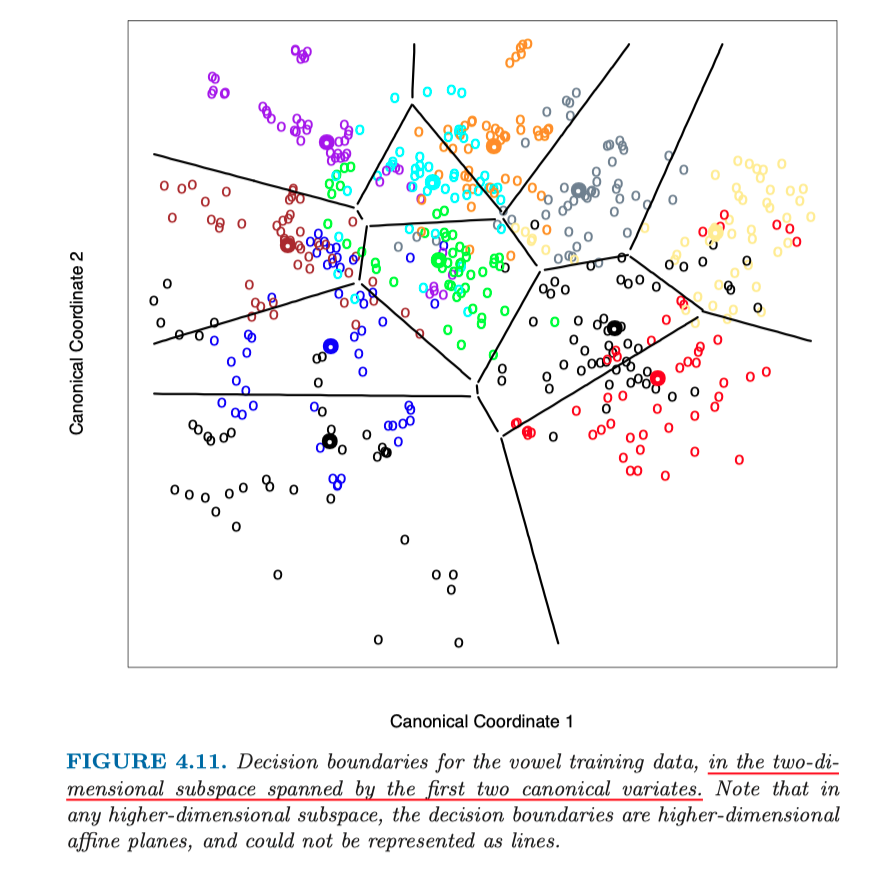 Canonical Coordinate 2
Canonical Coordinate 1
FIGURE 4.11. Decision boundaries for the vowel training data, in the two-di-
mensional subspace spanned by the first two canonical variates. Note that in
any higher-dimensional subspace, the decision boundaries are higher-dimensional
affine planes, and could not be represented as lines.